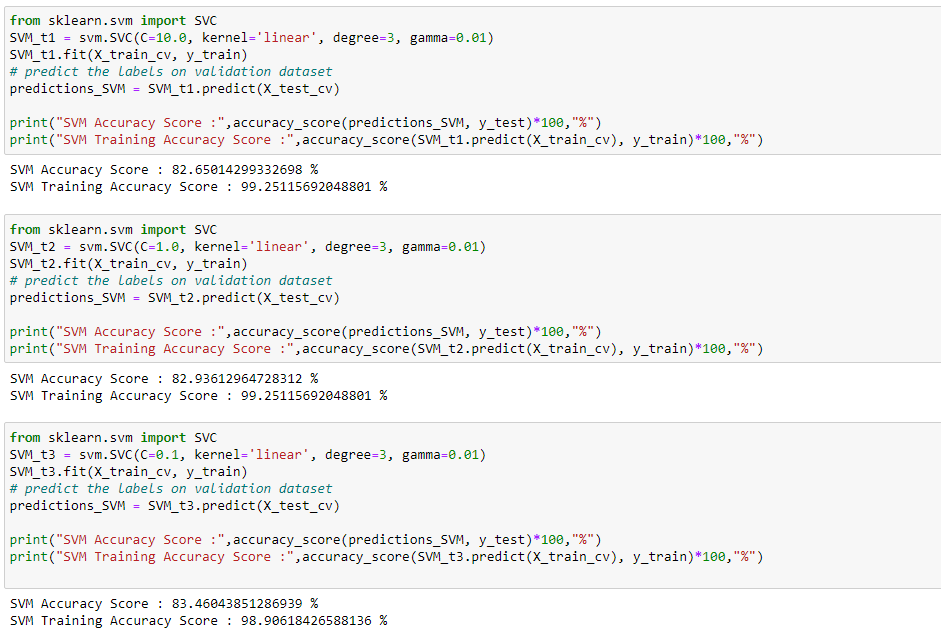 from sklearn.svm import SVC
SVM_t1 = svm.SVC(C=10.0, kernel='linear', degree=3, gamma=0.01)
SVM_t1.fit(X_train_cv, y_train)
# predict the labels on validation dataset
predictions_SVM = SVM_t1.predict(X_test_cv)
print("SVM Accuracy Score :",accuracy_score(predictions_SVM, y_test)*100,"%")
print("SVM Training Accuracy Score :",accuracy_score(SVM_t1.predict(X_train_cv), y_train)*100,"%")
SVM Accuracy Score : 82.65014299332698 %
SVM Training Accuracy Score : 99.25115692048801 %
from sklearn.svm import SVC
SVM_t2 = svm.SVC(C=1.0, kernel='linear', degree=3, gamma=0.01)
SVM_t2.fit(X_train_cv, y_train)
# predict the labels on validation dataset
predictions_SVM = SVM_t2.predict(X_test_cv)
print("SVM Accuracy Score :",accuracy_score(predictions_SVM, y_test)*100,"%")
print("SVM Training Accuracy Score :",accuracy_score(SVM_t2.predict(X_train_cv), y_train)*100,"%")
SVM Accuracy Score : 82.93612964728312 %
SVM Training Accuracy Score : 99.25115692048801 %
from sklearn.svm import SVC
SVM_t3 = svm.SVC(C=0.1, kernel='linear', degree=3, gamma=0.01)
SVM_t3.fit(X_train_cv, y_train)
# predict the labels on validation dataset
predictions_SVM = SVM_t3.predict(X_test_cv)
print("SVM Accuracy Score :",accuracy_score(predictions_SVM, y_test)*100,"%")
print("SVM Training Accuracy Score :",accuracy_score(SVM_t3.predict(X_train_cv), y_train)*100,"%")
SVM Accuracy Score : 83.46043851286939 %
SVM Training Accuracy Score : 98.90618426588136 %